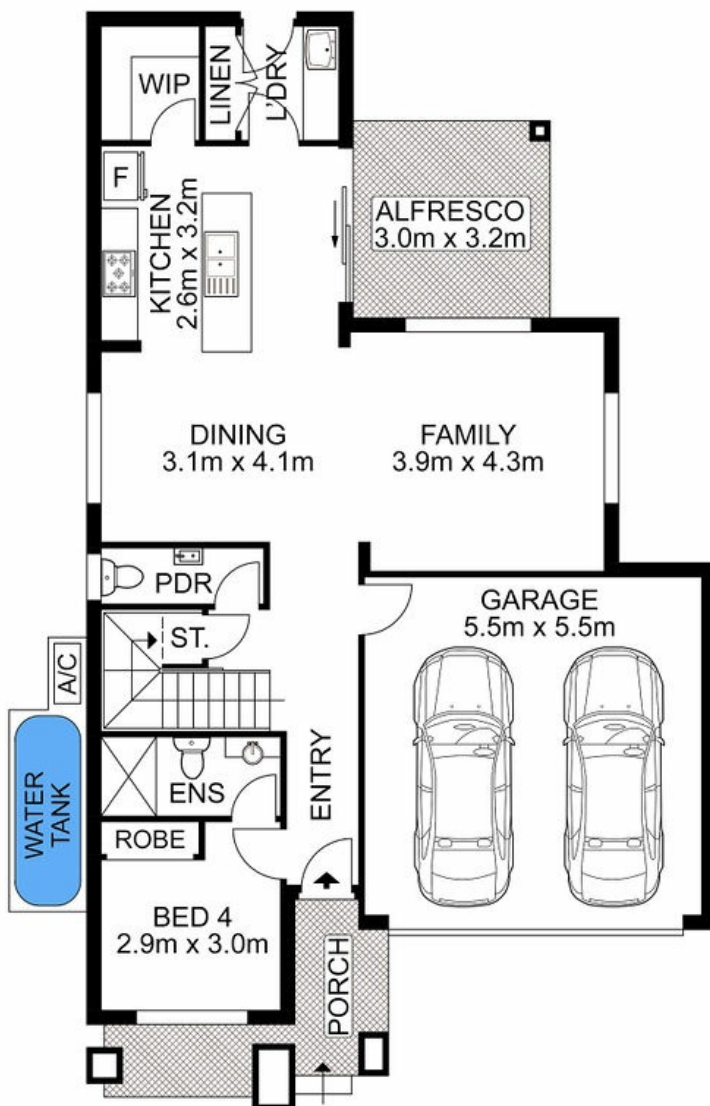 WIP
LINEN
L'DRY
F
KITCHEN
2.6m x 3.2m
ALFRESCO
3.0m x 3.2m
DINING
3.1m x 4.1m
FAMILY
3.9m x 4.3m
PDR
ST.
GARAGE
5.5m x 5.5m
A/C
WATER
TANK
ENS
ENTRY
ROBE
BED 4
2.9m x 3.0m
PORCH